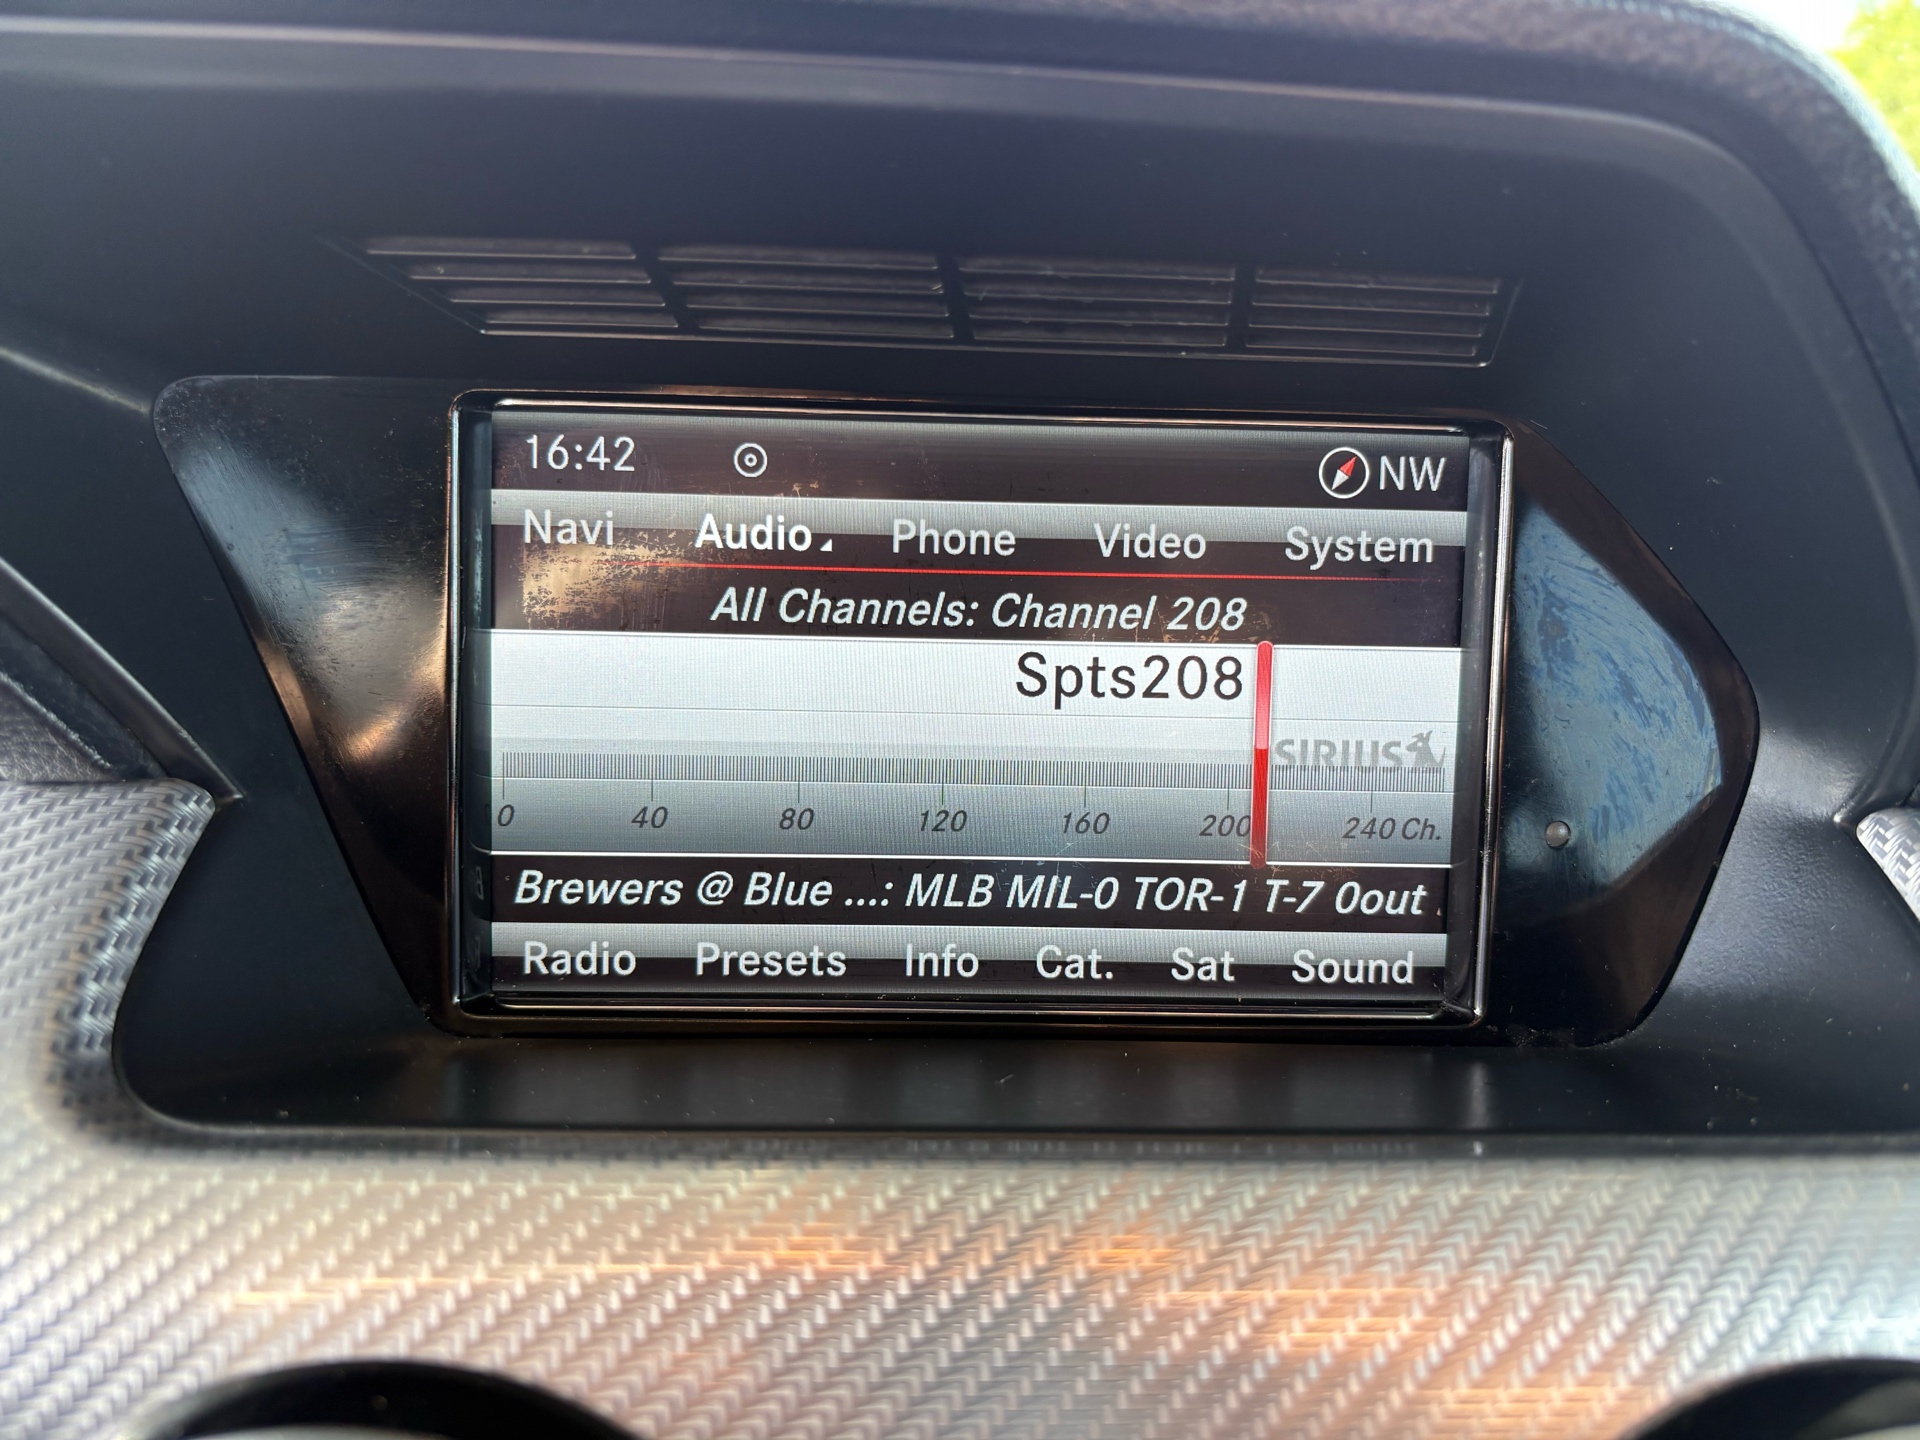 16:42 NW
Navi Audio Phone Video System
All Channels: Channel 208
Spts208
SIRIUS
0 40 80 120 160 200 240 Ch.
Brewers @ Blue ...: MLB MIL-0 TOR-1 T-7 0out
Radio Presets Info Cat. Sat Sound